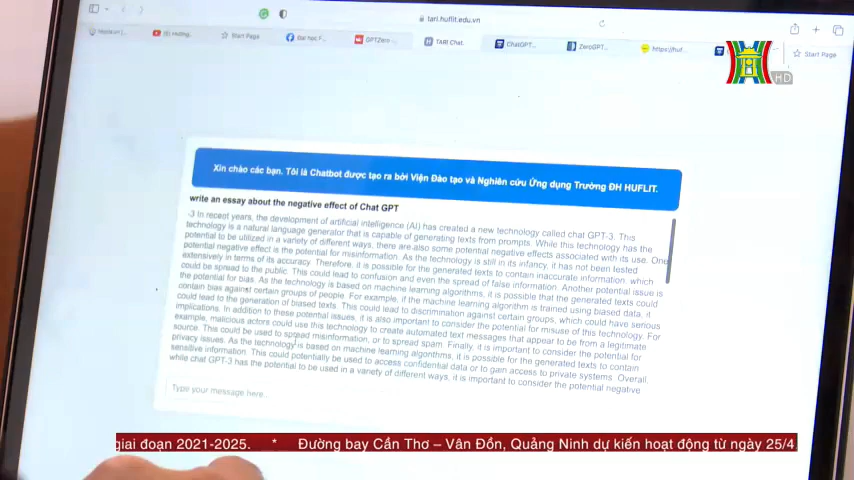 tari.huflit.edu.vn
Start Page
GPTZero
TARI Chat.
ChatGPT...
ZeroGPT...
https://huf...
Start Page
HD
Xin chào các bạn. Tôi là Chatbot được tạo ra bởi Viện Đào tạo và Nghiên cứu Ứng dụng Trường ĐH HUFLIT.
write an essay about the negative effect of Chat GPT
-3 In recent years, the development of artificial intelligence (AI) has created a new technology called chat GPT-3. This
technology is a natural language generator that is capable of generating texts from prompts. While this technology has the
potential to be utilized in a variety of different ways, there are also some potential negative effects associated with its use. One
potential negative effect is the potential for misinformation. As the technology is still in its infancy, it has not been tested
extensively in terms of its accuracy. Therefore, it is possible for the generated texts to contain inaccurate information, which
could be spread to the public. This could lead to confusion and even the spread of false information. Another potential issue is
the potential for bias. As the technology is based on machine learning algorithms, it is possible that the generated texts could
contain bias against certain groups of people. For example, if the machine learning algorithm is trained using biased data, it
could lead to the generation of biased texts. This could lead to discrimination against certain groups, which could have serious
implications. In addition to these potential issues, it is also important to consider the potential for misuse of this technology. For
example, malicious actors could use this technology to create automated text messages that appear to be from a legitimate
source. This could be used to spread misinformation, or to spread spam. Finally, it is important to consider the potential for
privacy issues. As the technology is based on machine learning algorithms, it is possible for the generated texts to contain
sensitive information. This could potentially be used to access confidential data or to gain access to private systems. Overall,
while chat GPT-3 has the potential to be used in a variety of different ways, it is important to consider the potential negative
Type your message here..
giai đoạn 2021-2025. * Đường bay Cần Thơ – Vân Đồn, Quảng Ninh dự kiến hoạt động từ ngày 25/4